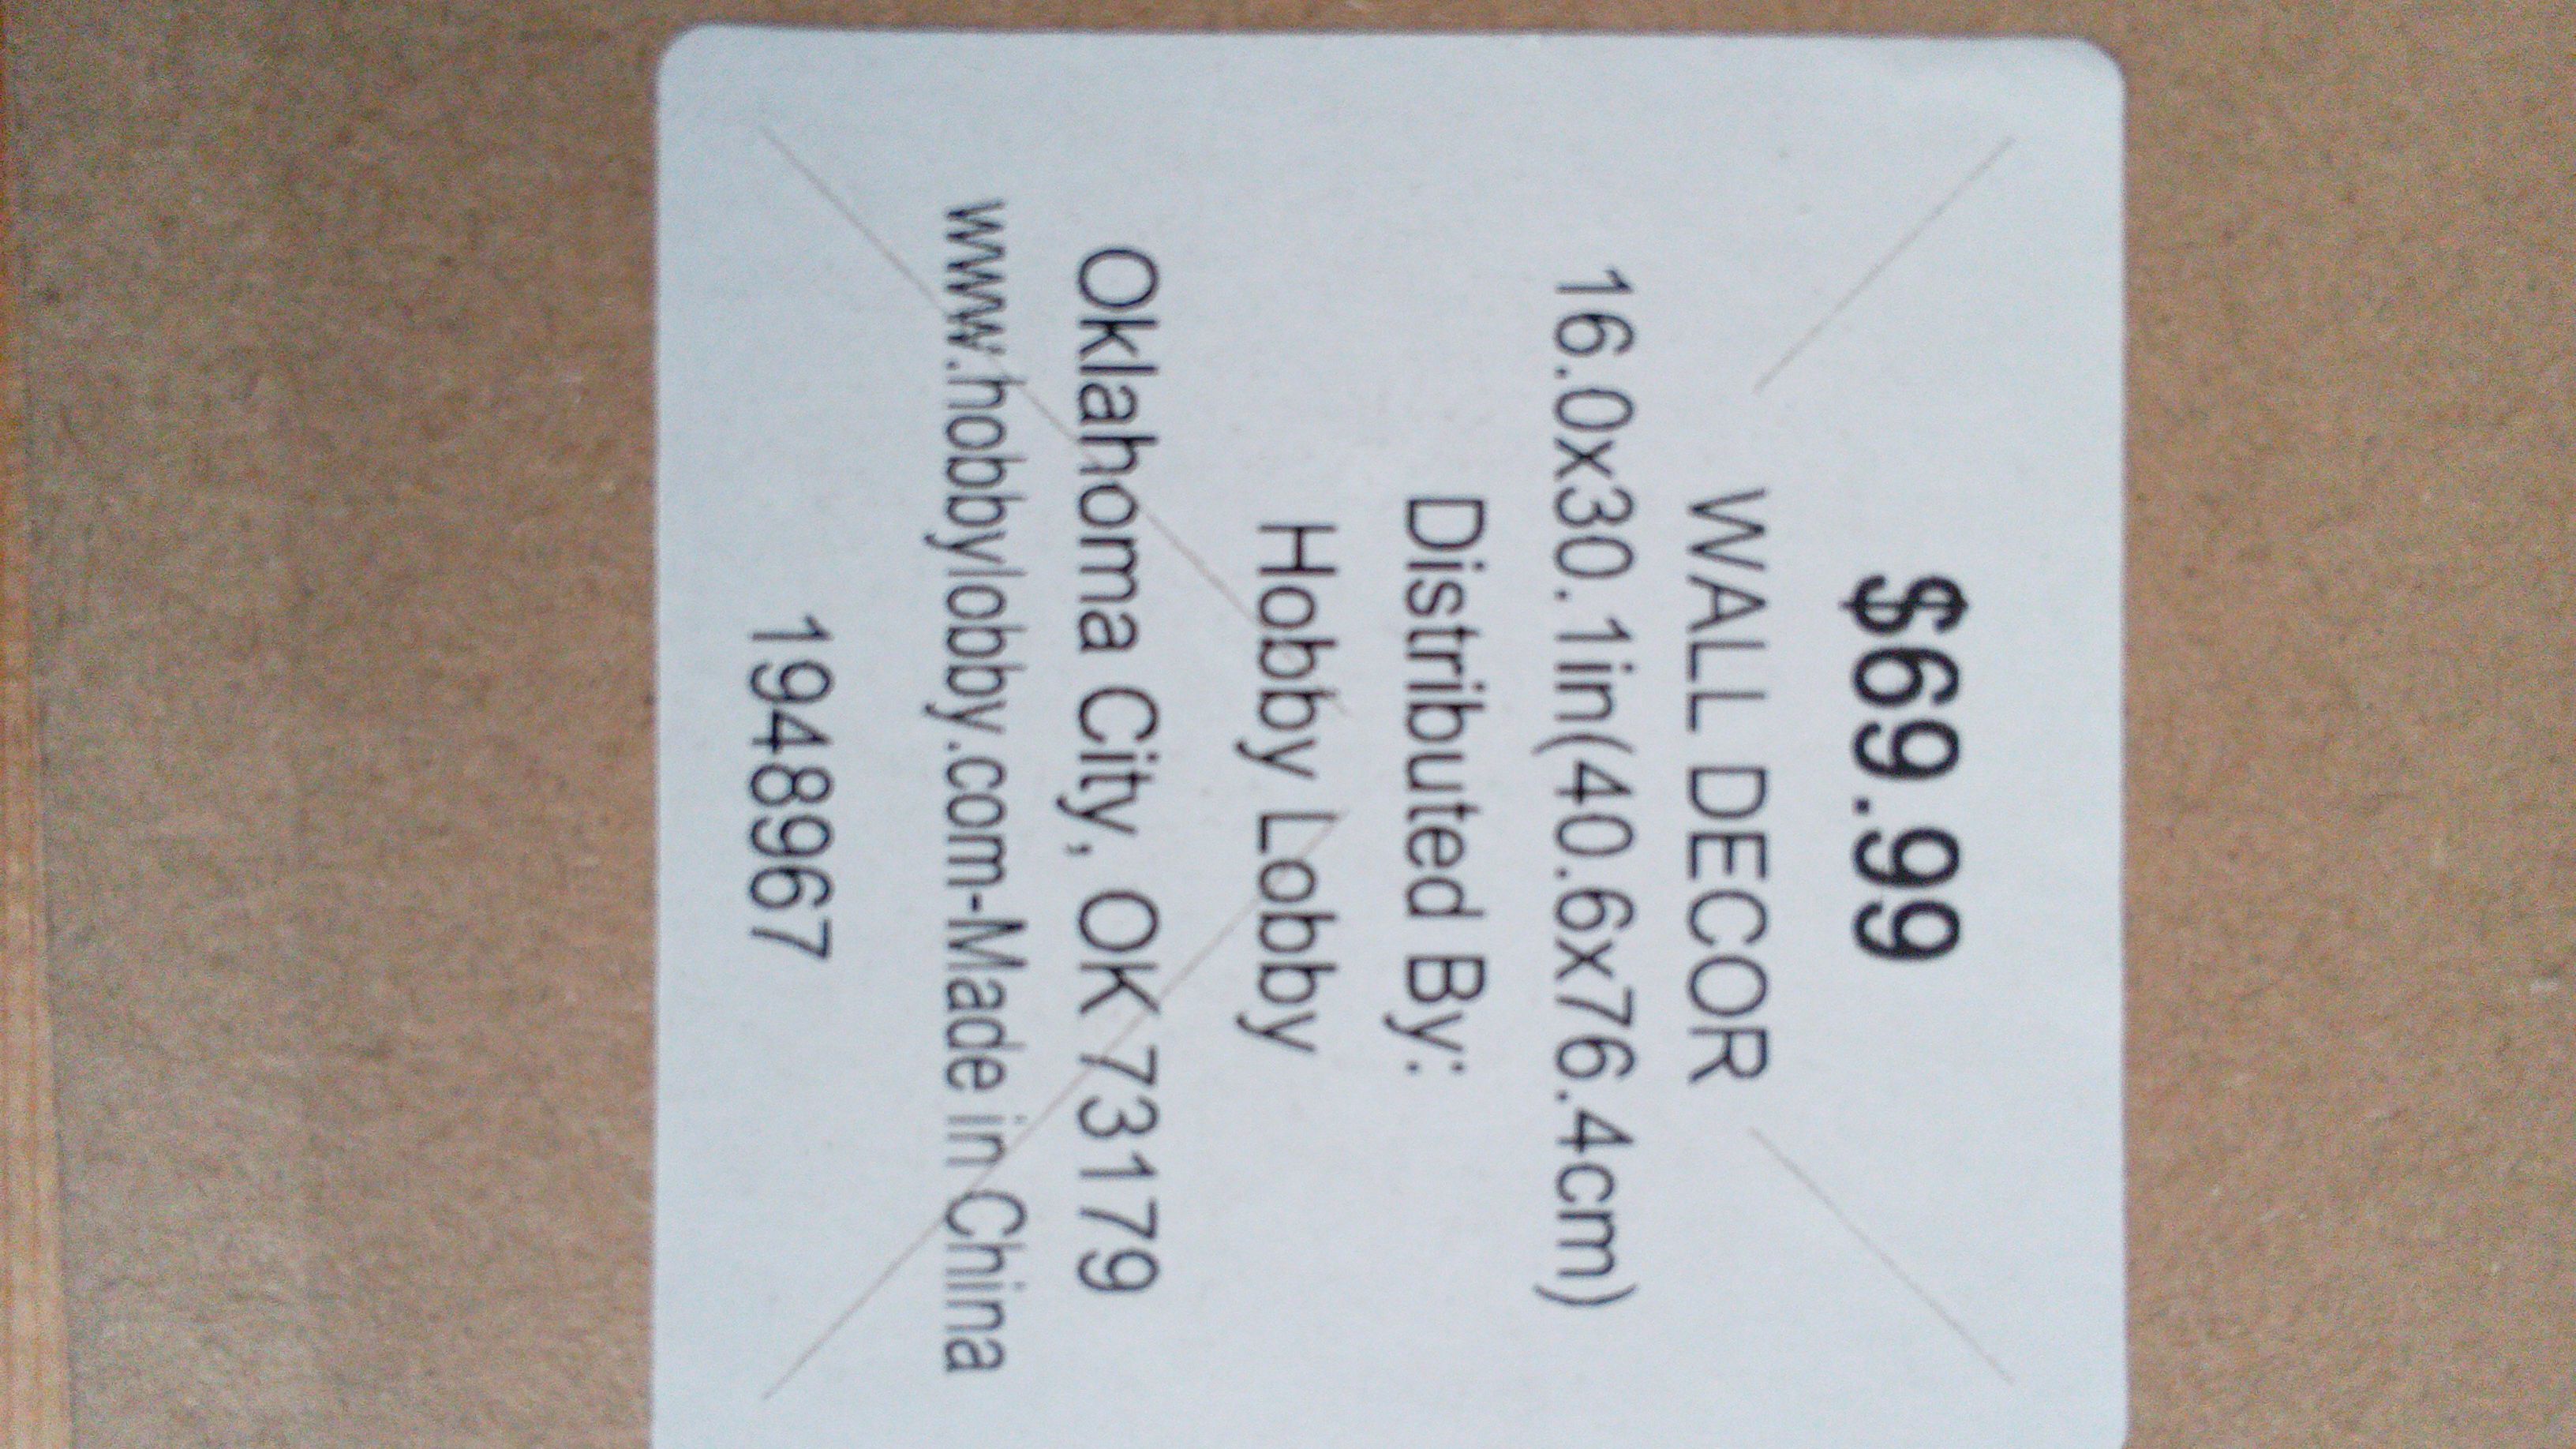 $69.99
WALL DECOR
16.0x30.1in(40.6x76.4cm)
Distributed By:
Hobby Lobby
Oklahoma City, OK 73179
www.hobbylobby.com-Made in China
1948967